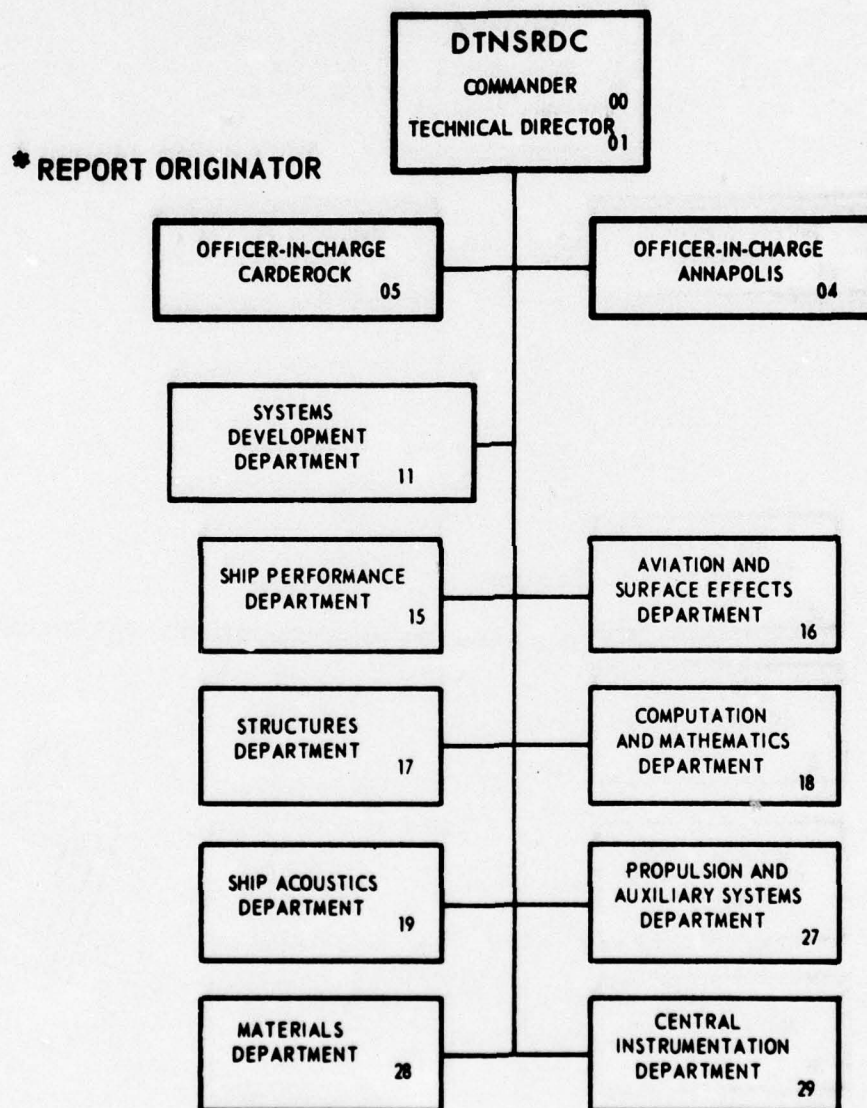 DTNSRDC
COMMANDER
00
TECHNICAL DIRECTOR
01
* REPORT ORIGINATOR
OFFICER-IN-CHARGE
CARDEROCK
05
OFFICER-IN-CHARGE
ANNAPOLIS
04
SYSTEMS
DEVELOPMENT
DEPARTMENT
11
SHIP PERFORMANCE
DEPARTMENT
15
AVIATION AND
SURFACE EFFECTS
DEPARTMENT
16
STRUCTURES
DEPARTMENT
17
COMPUTATION
AND MATHEMATICS
DEPARTMENT
18
SHIP ACOUSTICS
DEPARTMENT
19
PROPULSION AND
AUXILIARY SYSTEMS
DEPARTMENT
27
MATERIALS
DEPARTMENT
28
CENTRAL
INSTRUMENTATION
DEPARTMENT
29